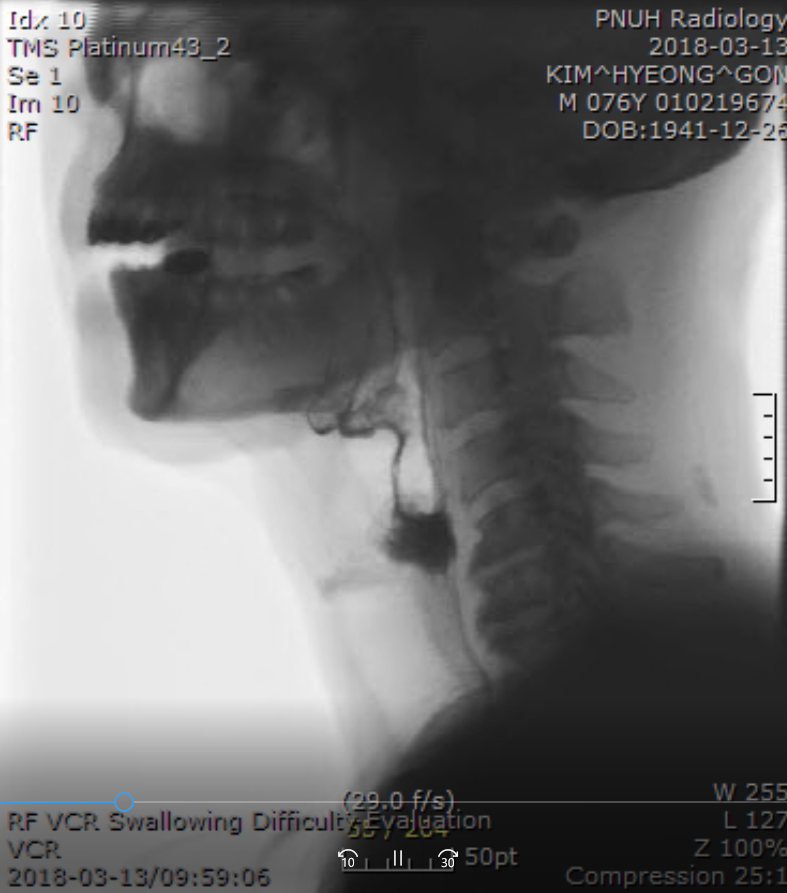 Idx 10
TMS Platinum43_2
Se 1
Im 10
RF
PNUH Radiology
2018-03-13
KIM^HYEONG^GON
M 076Y 010219674
DOB:1941-12-26
(29.0 f/s)
RF VCR Swallowing Difficulty Evaluation
VCR
2018-03-13/09:59:06
10
30
50pt
W 255
L 127
Z 100%
Compression 25:1